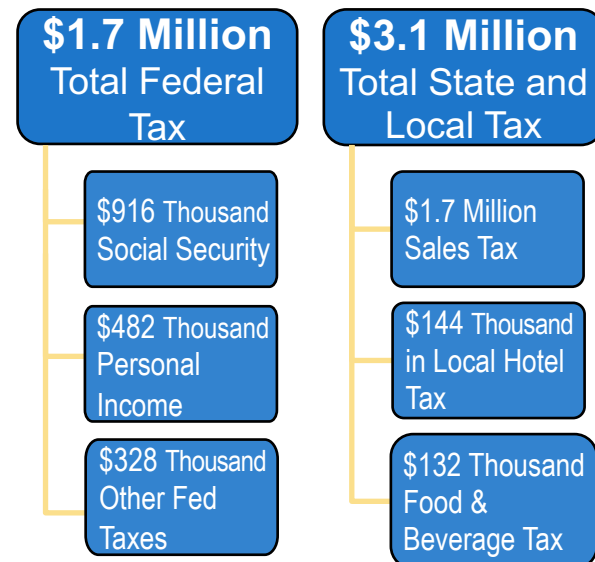 $1.7 Million
Total Federal
Tax
$916 Thousand
Social Security
$482 Thousand
Personal
Income
$328 Thousand
Other Fed
Taxes
$3.1 Million
Total State and
Local Tax
$1.7 Million
Sales Tax
$144 Thousand
in Local Hotel
Tax
$132 Thousand
Food &
Beverage Tax